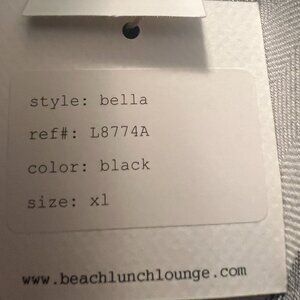 style: bella
ref#: L8774A
color: black
size: xl
www.beachlunchlounge.com